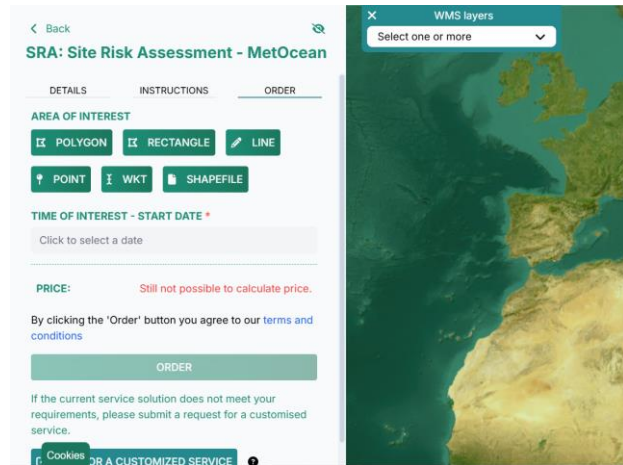 Back
SRA: Site Risk Assessment - MetOcean
DETAILS INSTRUCTIONS ORDER
AREA OF INTEREST
POLYGON RECTANGLE LINE
POINT WKT SHAPEFILE
TIME OF INTEREST - START DATE *
Click to select a date
PRICE: Still not possible to calculate price.
By clicking the 'Order' button you agree to our terms and
conditions
ORDER
If the current service solution does not meet your
requirements, please submit a request for a customised
service.
Cookies
OR A CUSTOMIZED SERVICE ?
WMS layers
Select one or more